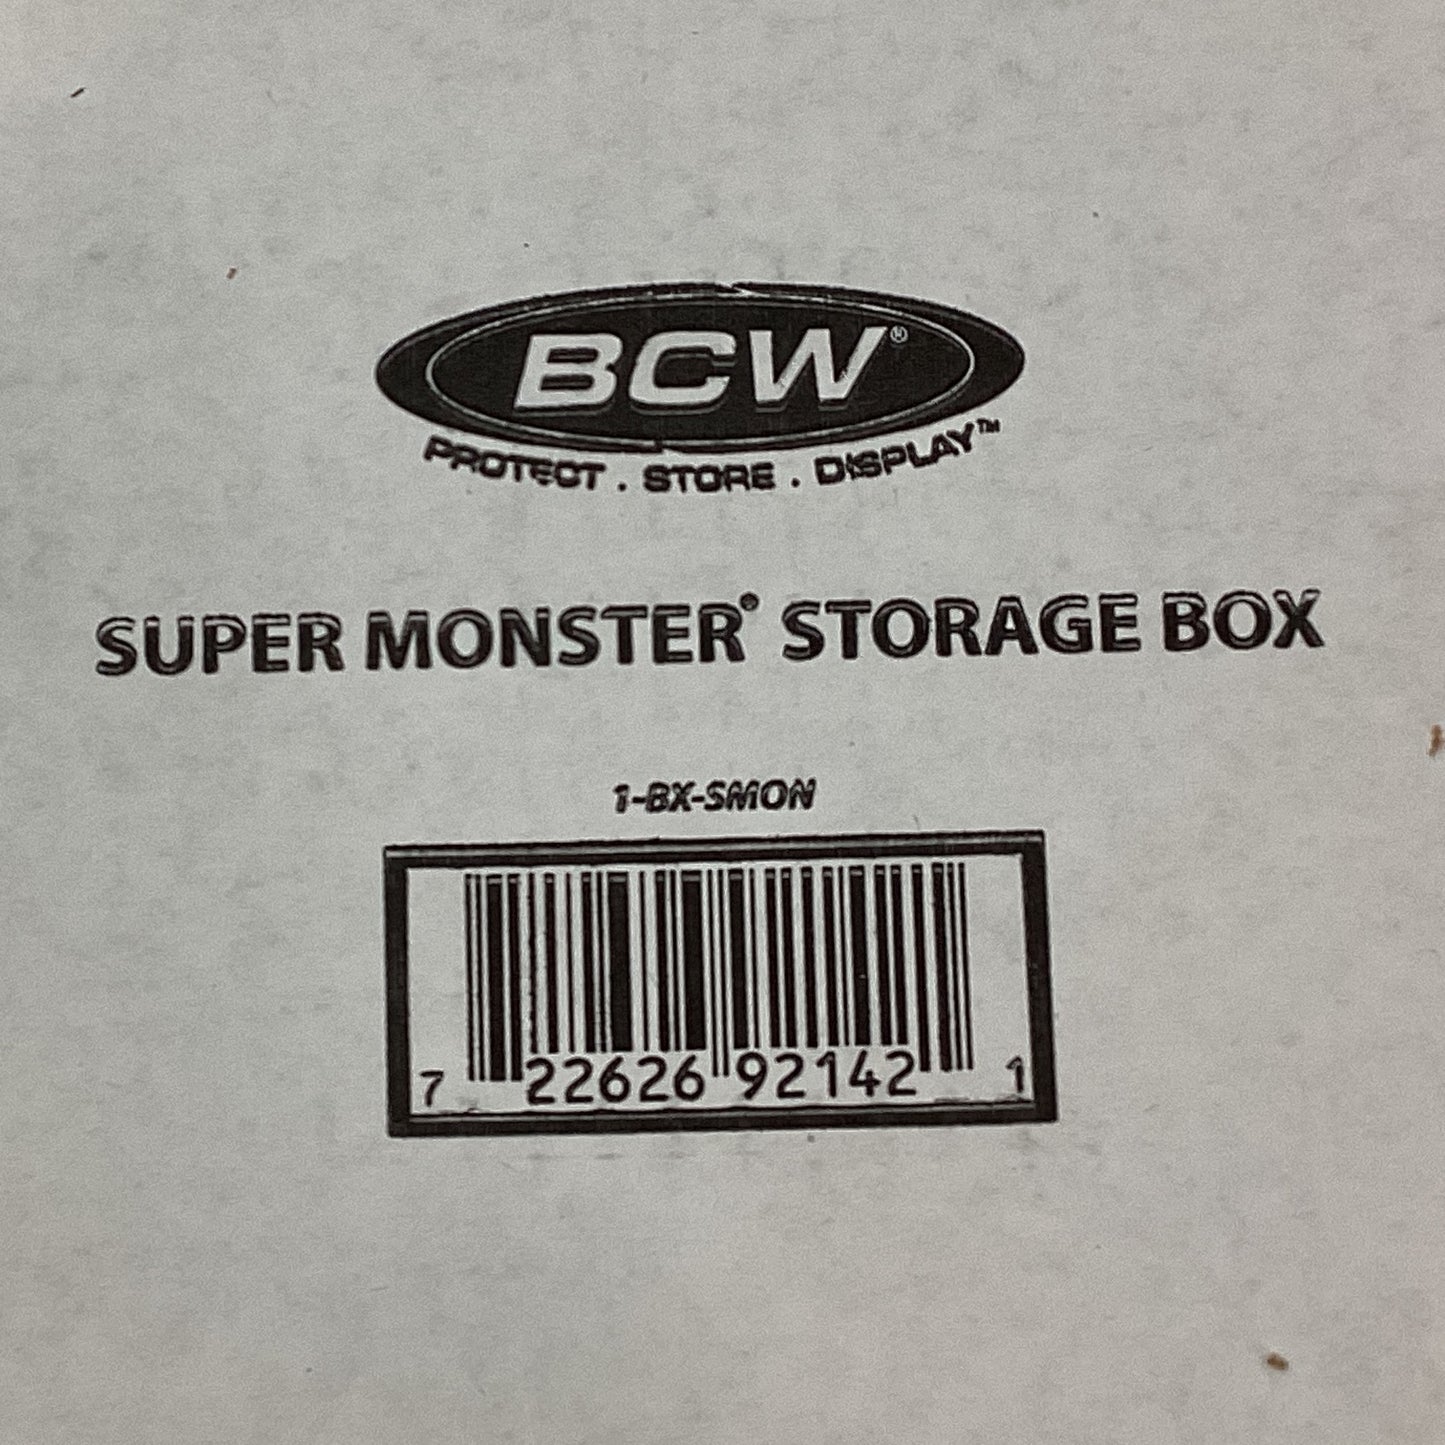 BCW®
PROTECT . STORE . DISPLAY™
SUPER MONSTER® STORAGE BOX
1-BX-SMON
7 22626 92142 1